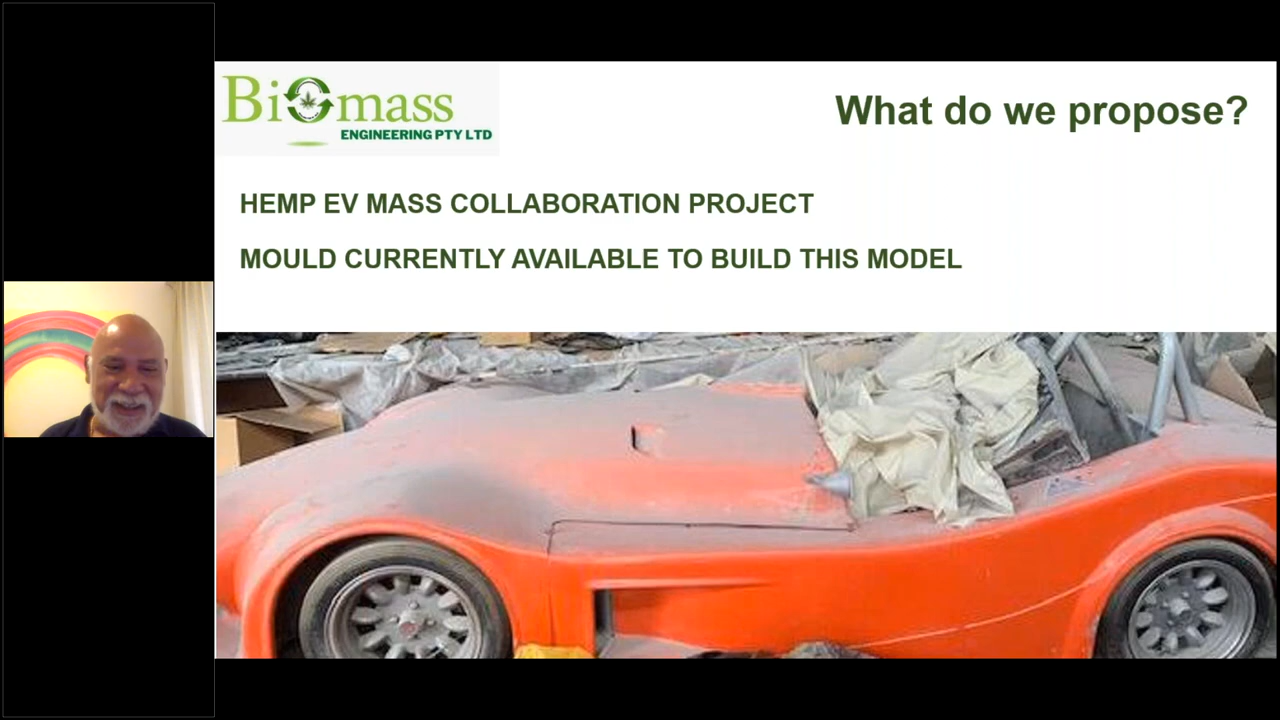 Biomass
ENGINEERING PTY LTD
What do we propose?
HEMP EV MASS COLLABORATION PROJECT
MOULD CURRENTLY AVAILABLE TO BUILD THIS MODEL